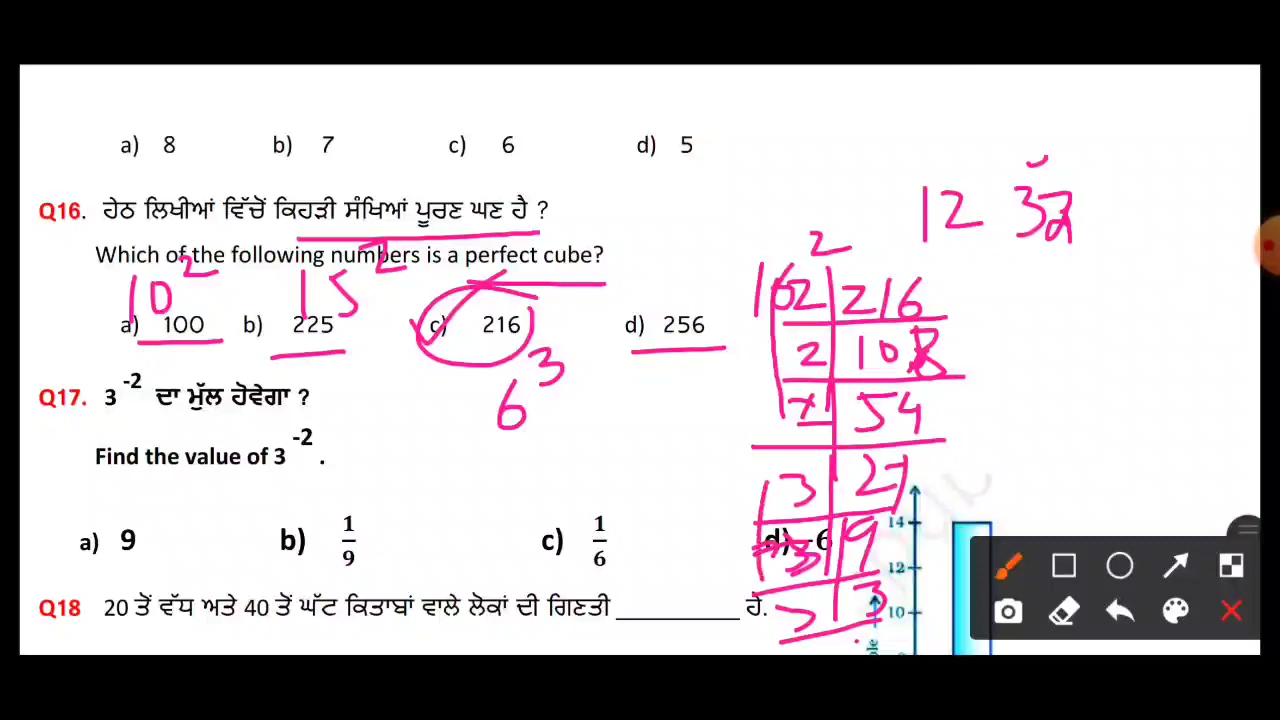 a) 8 b) 7 c) 6 d) 5
Q16. ਹੇਠ ਲਿਖੀਆਂ ਵਿੱਚੋਂ ਕਿਹੜੀ ਸੰਖਿਆਂ ਪੂਰਣ ਘਣ ਹੈ ?
12 32
Which of the following numbers is a perfect cube?
10² 15² 16²
a) 100 b) 225 c) 216 d) 256
6³
2 216
2 108
2 54
3 27
3 9
3 3
Q17. 3⁻² ਦਾ ਮੁੱਲ ਹੋਵੇਗਾ ?
Find the value of 3⁻² .
a) 9 b) 1/9 c) 1/6 d) -6
14
12
10
Q18 20 ਤੋਂ ਵੱਧ ਅਤੇ 40 ਤੋਂ ਘੱਟ ਕਿਤਾਬਾਂ ਵਾਲੇ ਲੋਕਾਂ ਦੀ ਗਿਣਤੀ __________ ਹੈ.